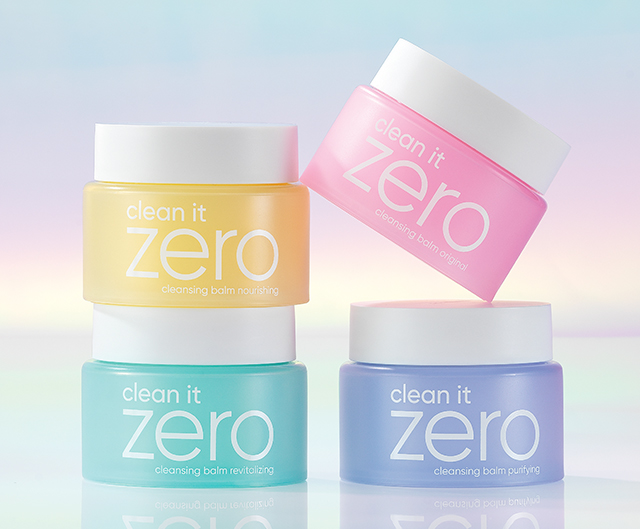 clean it
zero
cleansing balm original
clean it
zero
cleansing balm nourishing
clean it
zero
cleansing balm revitalizing
clean it
zero
cleansing balm purifying